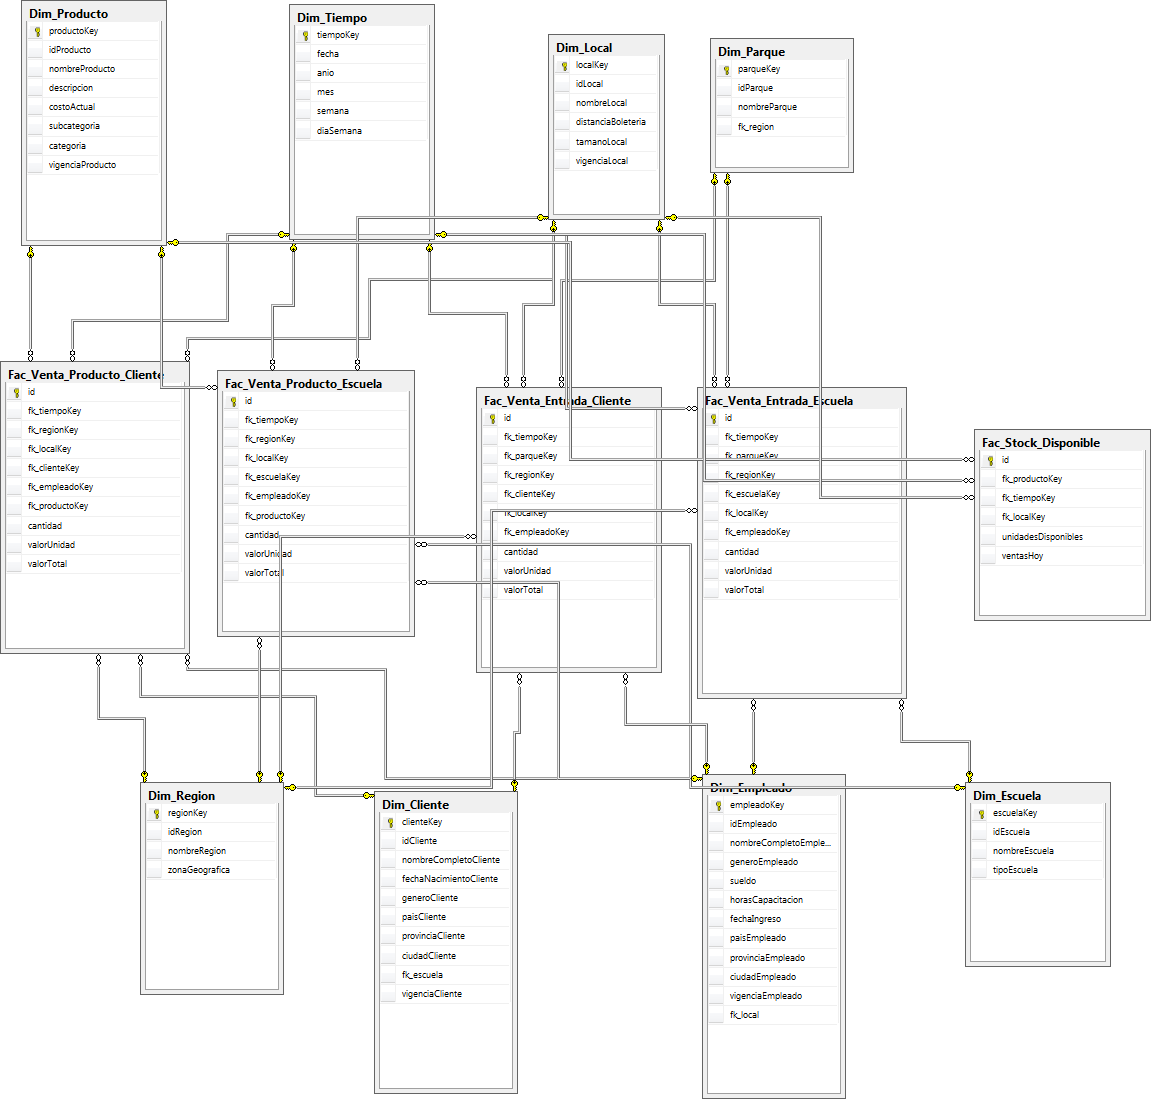 Dim_Producto
productoKey
idProducto
nombreProducto
descripcion
costoActual
subcategoria
categoria
vigenciaProducto
Dim_Tiempo
tiempoKey
fecha
anio
mes
semana
diaSemana
Dim_Local
localKey
idLocal
nombreLocal
distanciaBoleteria
tamanoLocal
vigenciaLocal
Dim_Parque
parqueKey
idParque
nombreParque
fk_region
Fac_Venta_Producto_Cliente
id
fk_tiempoKey
fk_regionKey
fk_localKey
fk_clienteKey
fk_empleadoKey
fk_productoKey
cantidad
valorUnidad
valorTotal
Fac_Venta_Producto_Escuela
id
fk_tiempoKey
fk_regionKey
fk_localKey
fk_escuelaKey
fk_empleadoKey
fk_productoKey
cantidad
valorUnidad
valorTotal
Fac_Venta_Entrada_Cliente
id
fk_tiempoKey
fk_parqueKey
fk_regionKey
fk_clienteKey
fk_localKey
fk_empleadoKey
cantidad
valorUnidad
valorTotal
Fac_Venta_Entrada_Escuela
id
fk_tiempoKey
fk_parqueKey
fk_regionKey
fk_escuelaKey
fk_localKey
fk_empleadoKey
cantidad
valorUnidad
valorTotal
Fac_Stock_Disponible
id
fk_productoKey
fk_tiempoKey
fk_localKey
unidadesDisponibles
ventasHoy
Dim_Region
regionKey
idRegion
nombreRegion
zonaGeografica
Dim_Cliente
clienteKey
idCliente
nombreCompletoCliente
fechaNacimientoCliente
generoCliente
paisCliente
provinciaCliente
ciudadCliente
fk_escuela
vigenciaCliente
Dim_Empleado
empleadoKey
idEmpleado
nombreCompletoEmple...
generoEmpleado
sueldo
horasCapacitacion
fechaIngreso
paisEmpleado
provinciaEmpleado
ciudadEmpleado
vigenciaEmpleado
fk_local
Dim_Escuela
escuelaKey
idEscuela
nombreEscuela
tipoEscuela